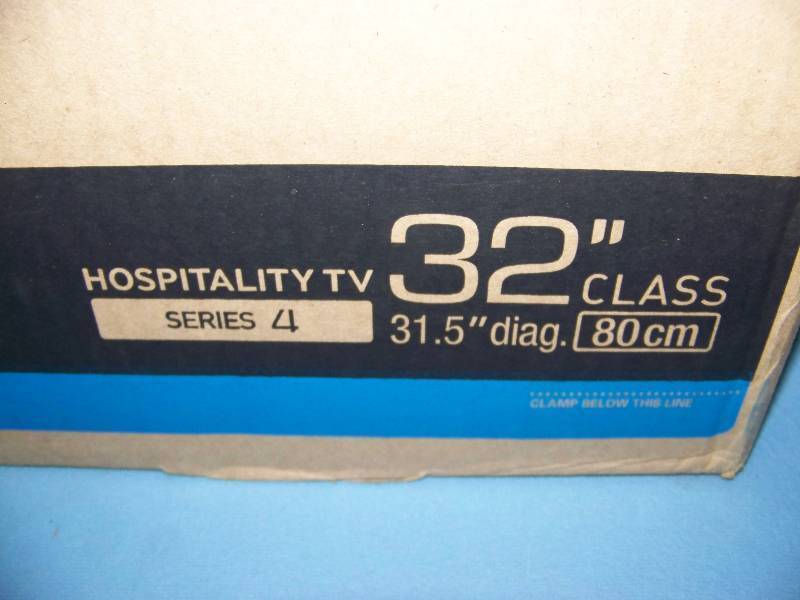 HOSPITALITY TV 32" CLASS
SERIES 4 31.5" diag. 80cm
CLAMP BELOW THIS LINE